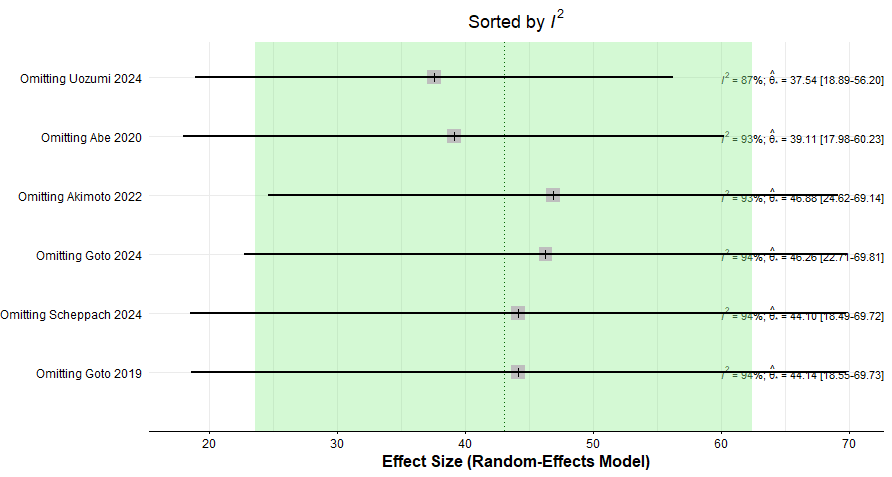 Sorted by I²
Omitting Uozumi 2024 I² = 87%; θ̂* = 37.54 [18.89-56.20]
Omitting Abe 2020 I² = 93%; θ̂* = 39.11 [17.98-60.23]
Omitting Akimoto 2022 I² = 93%; θ̂* = 46.88 [24.62-69.14]
Omitting Goto 2024 I² = 94%; θ̂* = 46.26 [22.71-69.81]
Omitting Scheppach 2024 I² = 94%; θ̂* = 44.10 [18.49-69.72]
Omitting Goto 2019 I² = 94%; θ̂* = 44.14 [18.55-69.73]
20 30 40 50 60 70
Effect Size (Random-Effects Model)